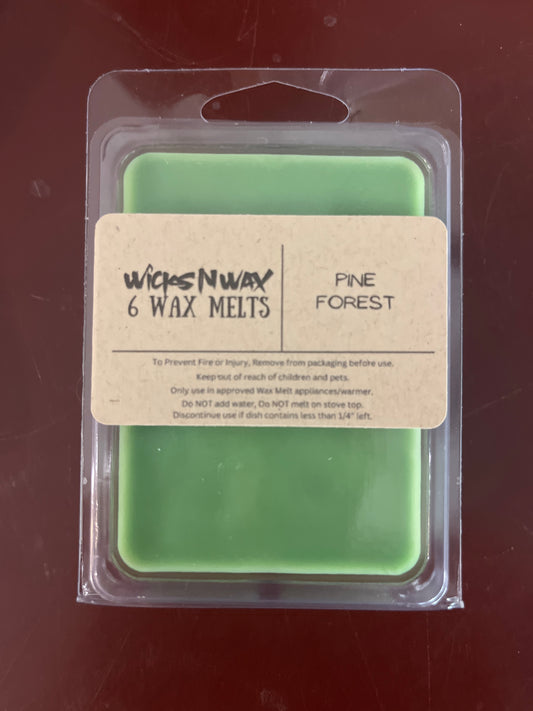 WICKS N WAX
6 WAX MELTS
PINE
FOREST
To Prevent Fire or Injury, Remove from packaging before use.
Keep out of reach of children and pets.
Only use in approved Wax Melt appliances/warmer.
Do NOT add water, Do NOT melt on stove top.
Discontinue use if dish contains less than 1/4" left.